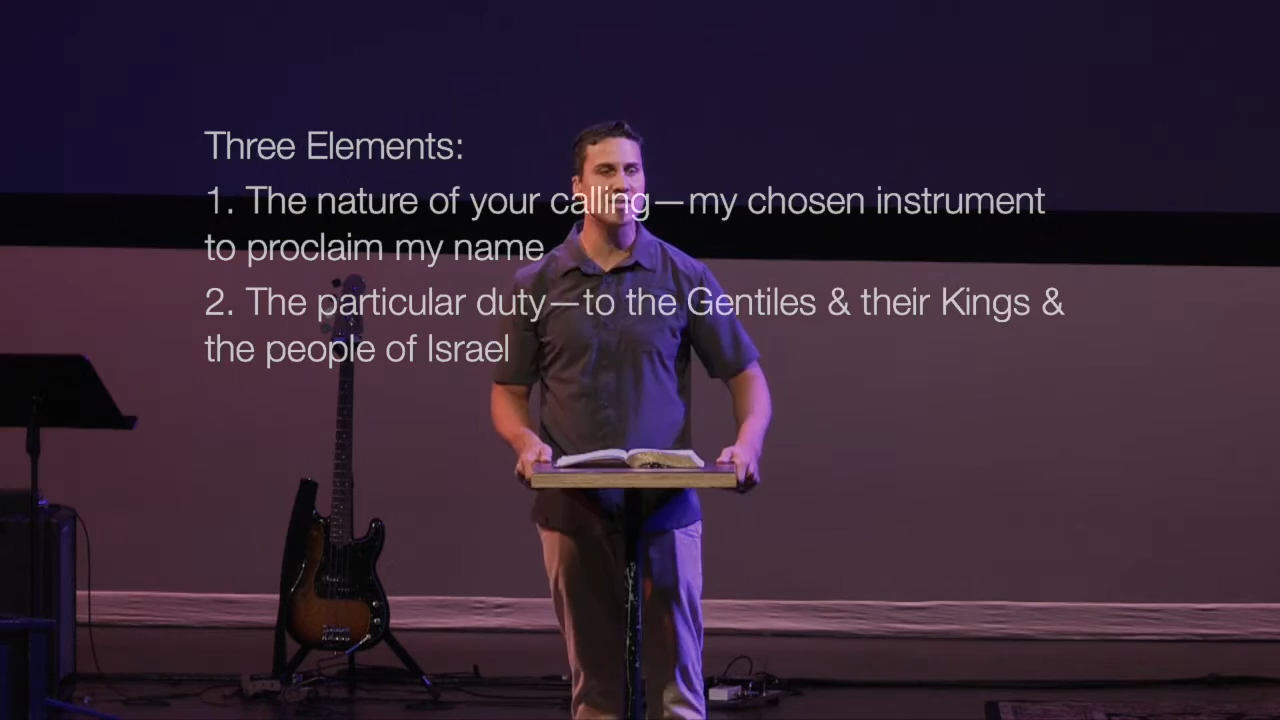 Three Elements:
1. The nature of your calling—my chosen instrument
to proclaim my name
2. The particular duty—to the Gentiles & their Kings &
the people of Israel